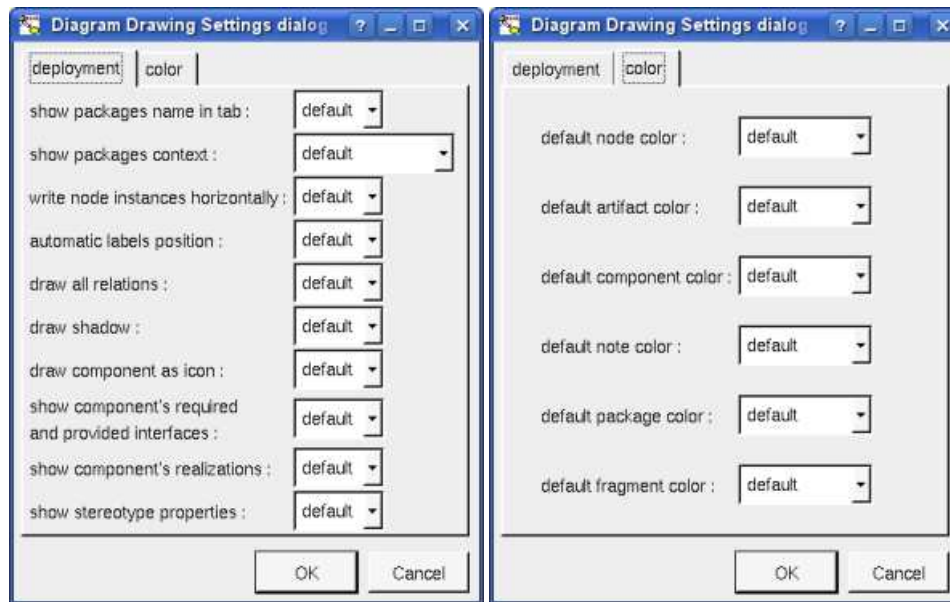 Diagram Drawing Settings dialog
deployment color
show packages name in tab : default
show packages context : default
write node instances horizontally : default
automatic labels position : default
draw all relations : default
draw shadow : default
draw component as icon : default
show component's required
and provided interfaces : default
show component's realizations : default
show stereotype properties : default
OK Cancel
Diagram Drawing Settings dialog
deployment color
default node color : default
default artifact color : default
default component color : default
default note color : default
default package color : default
default fragment color : default
OK Cancel